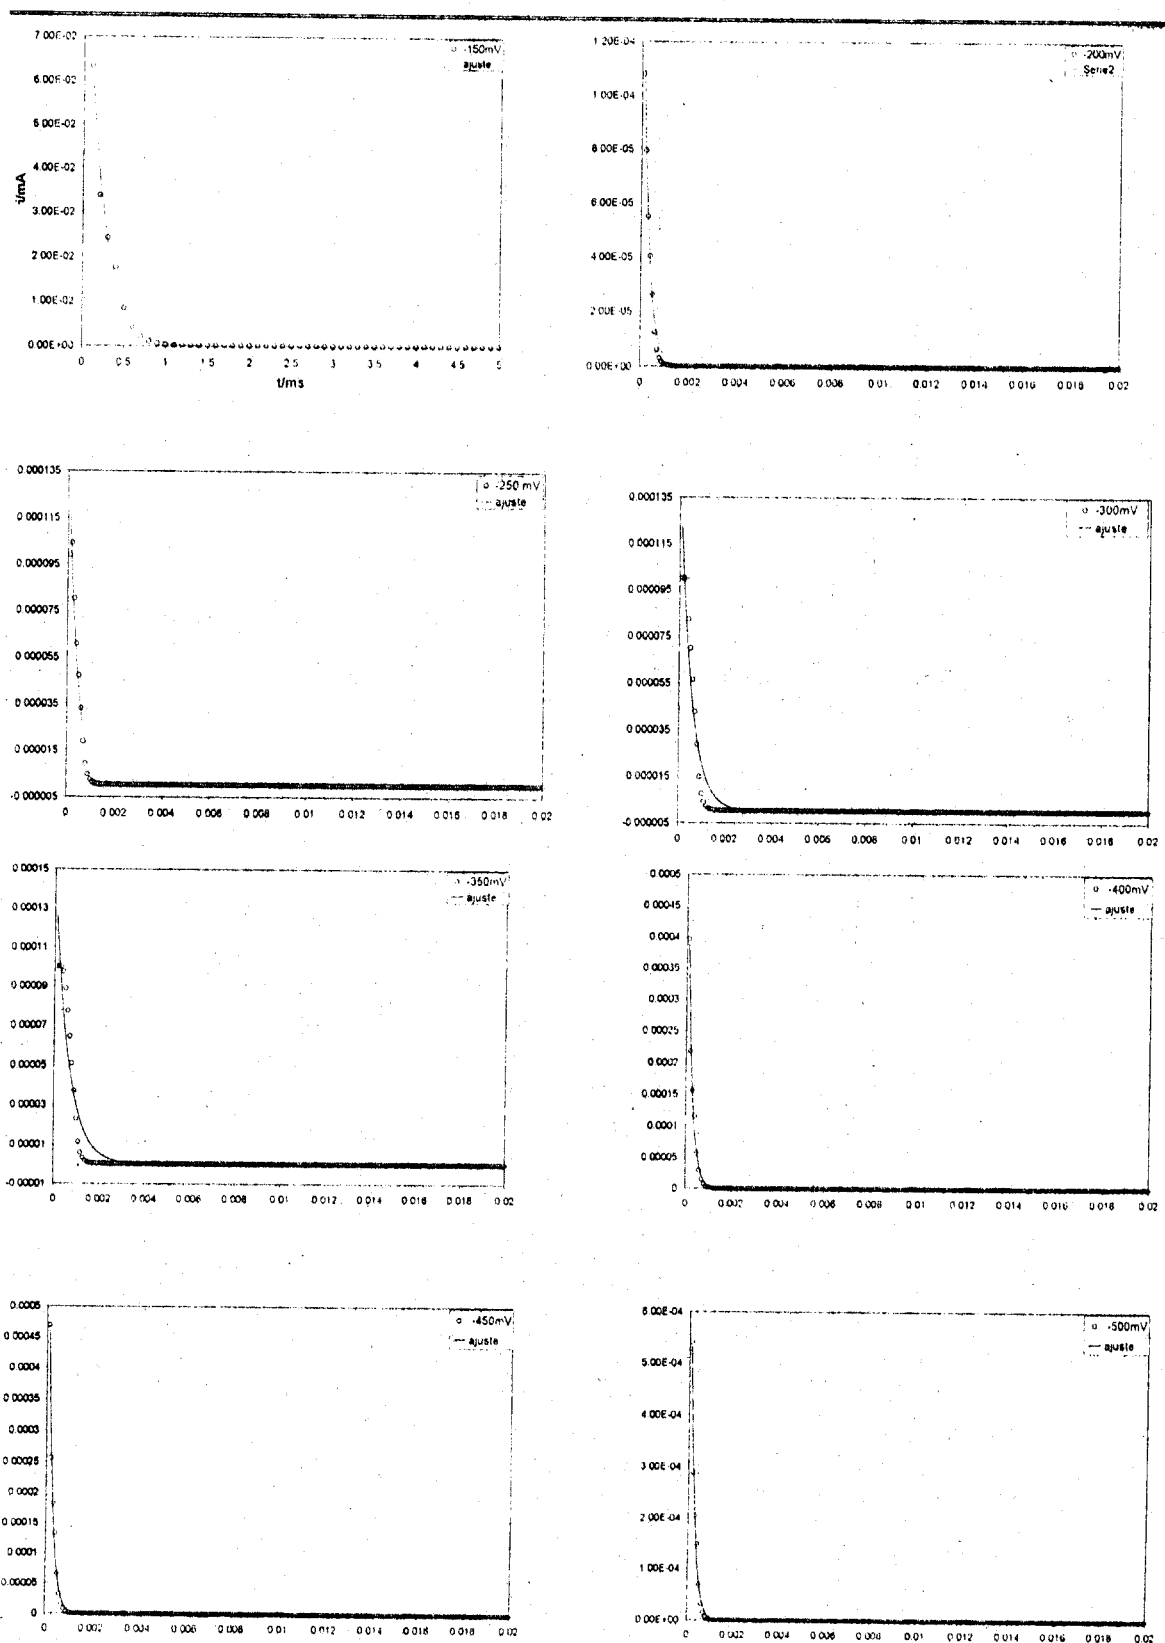 7.00E-02
-150mV
ajuste
6.00E-02
5.00E-02
4.00E-02
i/mA
3.00E-02
2.00E-02
1.00E-02
0.00E+00
0 0.5 1 1.5 2 2.5 3 3.5 4 4.5 5
t/ms
1.20E-04
-200mV
Serie2
1.00E-04
8.00E-05
6.00E-05
4.00E-05
2.00E-05
0.00E+00
0 0.002 0.004 0.006 0.008 0.01 0.012 0.014 0.016 0.018 0.02
0.000135
-250 mV
ajuste
0.000115
0.000095
0.000075
0.000055
0.000035
0.000015
-0.000005
0 0.002 0.004 0.006 0.008 0.01 0.012 0.014 0.016 0.018 0.02
0.000135
-300mV
ajuste
0.000115
0.000095
0.000075
0.000055
0.000035
0.000015
-0.000005
0 0.002 0.004 0.006 0.008 0.01 0.012 0.014 0.016 0.018 0.02
0.00015
-350mV
ajuste
0.00013
0.00011
0.00009
0.00007
0.00005
0.00003
0.00001
-0.00001
0 0.002 0.004 0.006 0.008 0.01 0.012 0.014 0.016 0.018 0.02
0.0005
-400mV
ajuste
0.00045
0.0004
0.00035
0.0003
0.00025
0.0002
0.00015
0.0001
0.00005
0
0 0.002 0.004 0.006 0.008 0.01 0.012 0.014 0.016 0.018 0.02
0.0005
-450mV
ajuste
0.00045
0.0004
0.00035
0.0003
0.00025
0.0002
0.00015
0.0001
0.00005
0
0 0.002 0.004 0.006 0.008 0.01 0.012 0.014 0.016 0.018 0.02
6.00E-04
-500mV
ajuste
5.00E-04
4.00E-04
3.00E-04
2.00E-04
1.00E-04
0.00E+00
0 0.002 0.004 0.006 0.008 0.01 0.012 0.014 0.016 0.018 0.02